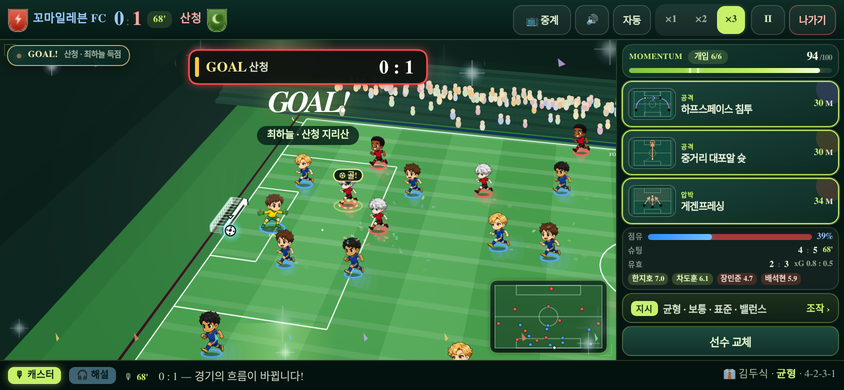 꼬마일레븐 FC 0 : 1 68' 산청
중계 자동 ×1 ×2 ×3 II 나가기
GOAL! 산청 · 최하늘 득점
GOAL 산청 0 : 1
GOAL!
최하늘 · 산청 지리산
골!
MOMENTUM 개입 6/6 94 /100
공격
하프스페이스 침투 30 M
공격
중거리 대포알 슛 30 M
압박
게겐프레싱 34 M
점유 39%
슈팅 4 : 5 68'
유효 2 : 3 xG 0.8 : 0.5
한지호 7.0 차도훈 6.1 장민준 4.7 배석현 5.9
지시 균형 · 보통 · 표준 · 밸런스 조작 ›
선수 교체
캐스터 해설 68' 0 : 1 — 경기의 흐름이 바뀝니다!
김두식 · 균형 · 4-2-3-1